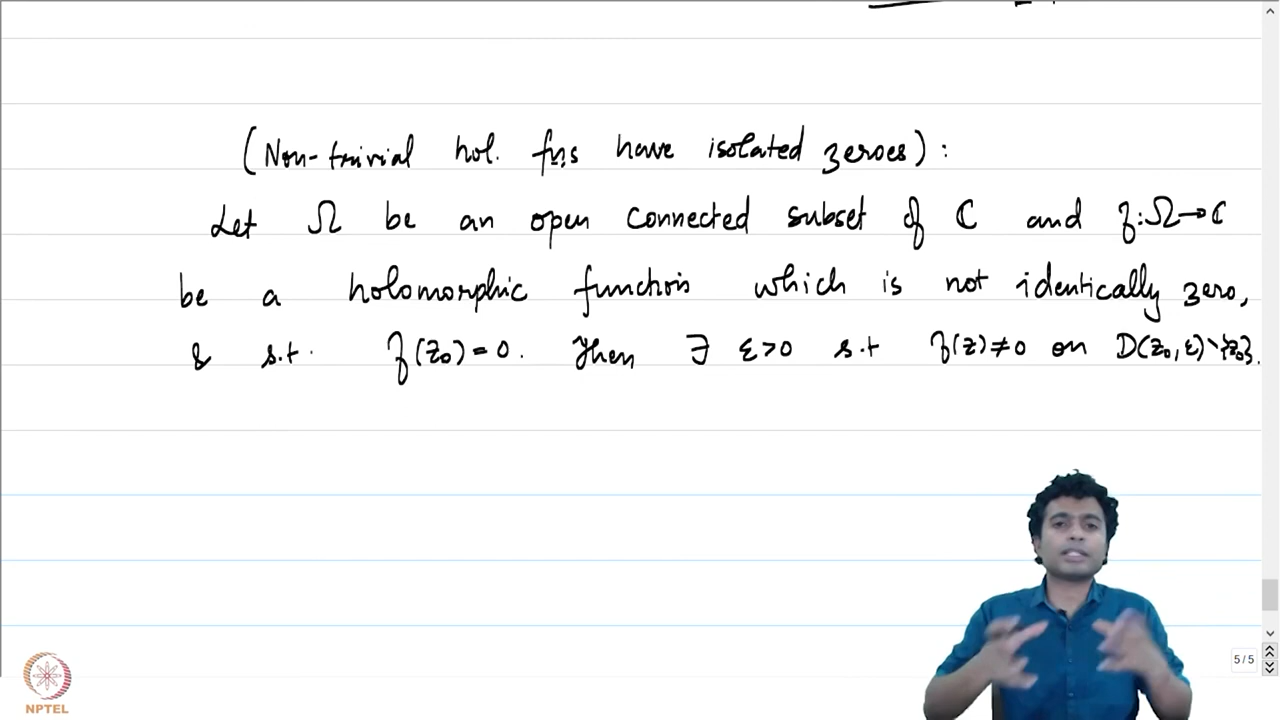 (Non-trivial hol. fns have isolated zeroes) :
Let Ω be an open connected subset of ℂ and f:Ω→ℂ
be a holomorphic function which is not identically zero,
& s.t. f(z₀)=0. Then ∃ ε>0 s.t f(z)≠0 on D(z₀,ε)\{z₀}.
5/5
NPTEL